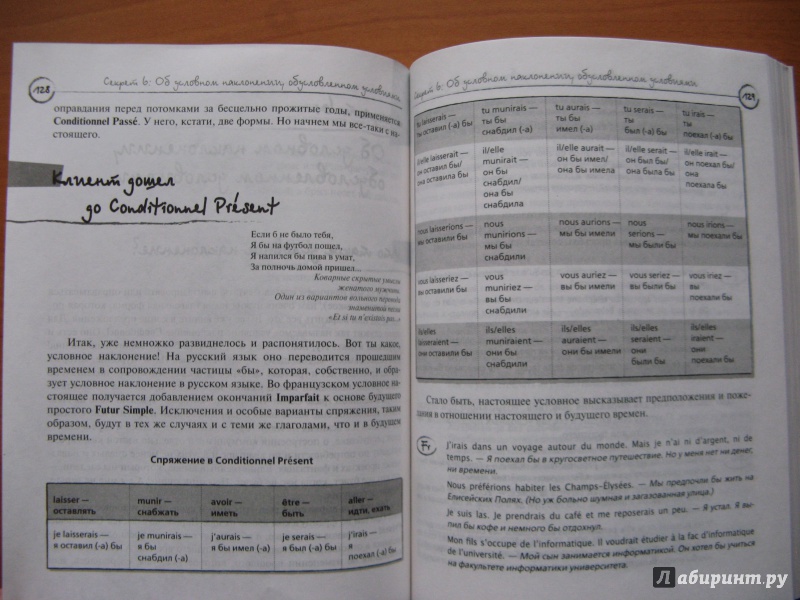 128
Секрет 6: Об условном наклонении, обусловленном условиями
оправдания перед потомками за бесцельно прожитые годы, применяется
Conditionnel Passé. У него, кстати, две формы. Но начнем мы все-таки с на-
стоящего.
Клиент дошел
до Conditionnel Présent
Если б не было тебя,
Я бы на футбол пошел,
Я напился бы пива в умат,
За полночь домой пришел...
Коварные скрытые умыслы
женатого мужчины.
Один из вариантов вольного перевода
знаменитой песни
«Et si tu n'existais pas...»
Итак, уже немножко развиднелось и распонятилось. Вот ты какое,
условное наклонение! На русский язык оно переводится прошедшим
временем в сопровождении частицы «бы», которая, собственно, и обра-
зует условное наклонение в русском языке. Во французском условное на-
стоящее получается добавлением окончаний Imparfait к основе будущего
простого Futur Simple. Исключения и особые варианты спряжения, таким
образом, будут в тех же случаях и с теми же глаголами, что и в будущем
времени.
Спряжение в Conditionnel Présent
laisser — munir — avoir — être — aller —
оставлять снабжать иметь быть идти, ехать
je laisserais — je munirais — j'aurais — je serais — j'irais —
я оставил (-а) бы я бы я бы имел (-а) я был (-а) бы я
снабдил (-а) поехал (-а) бы
Секрет 6: Об условном наклонении, обусловленном условиями
129
tu laisserais — tu munirais — tu aurais — tu serais — tu irais —
ты оставил (-а) бы ты бы ты бы ты ты
снабдил (-а) имел (-а) был (-а) бы поехал (-а) бы
il/elle laisserait — il/elle il/elle aurait — il/elle serait — il/elle irait —
он оставил бы/ munirait — он бы имел/ он был бы/ он поехал бы/
она оставила бы он бы она бы имела она была бы она
снабдил/ поехала бы
она бы
снабдила
nous laisserions — nous nous aurions — nous serions — nous irions —
мы оставили бы munirions — мы бы имели мы были бы мы поехали бы
мы бы
снабдили
vous laisseriez — vous vous auriez — vous seriez — vous iriez —
вы оставили бы muniriez — вы бы имели вы были бы вы
вы бы поехали бы
снабдили
ils/elles ils/elles ils/elles ils/elles ils/elles
laisseraient — muniraient — auraient — seraient — iraient —
они оставили бы они бы они бы имели они были бы они
снабдили поехали бы
Стало быть, настоящее условное высказывает предположения и поже-
лания в отношении настоящего и будущего времен.
Fr
J'irais dans un voyage autour du monde. Mais je n'ai ni d'argent, ni de
temps. — Я поехал бы в кругосветное путешествие. Но у меня нет ни денег,
ни времени.
Nous préférions habiter les Champs-Élysées. — Мы предпочли бы жить на
Елисейских Полях. (Но уж больно шумная и загазованная улица.)
Je suis las. Je prendrais du café et me reposerais un peu. — Я устал. Я вы-
пил бы кофе и немного бы отдохнул.
Mon fils s'occupe de l'informatique. Il voudrait étudier à la fac d'informatique
de l'université. — Мой сын занимается информатикой. Он хотел бы учиться
на факультете информатики университета.
Лабиринт.ру